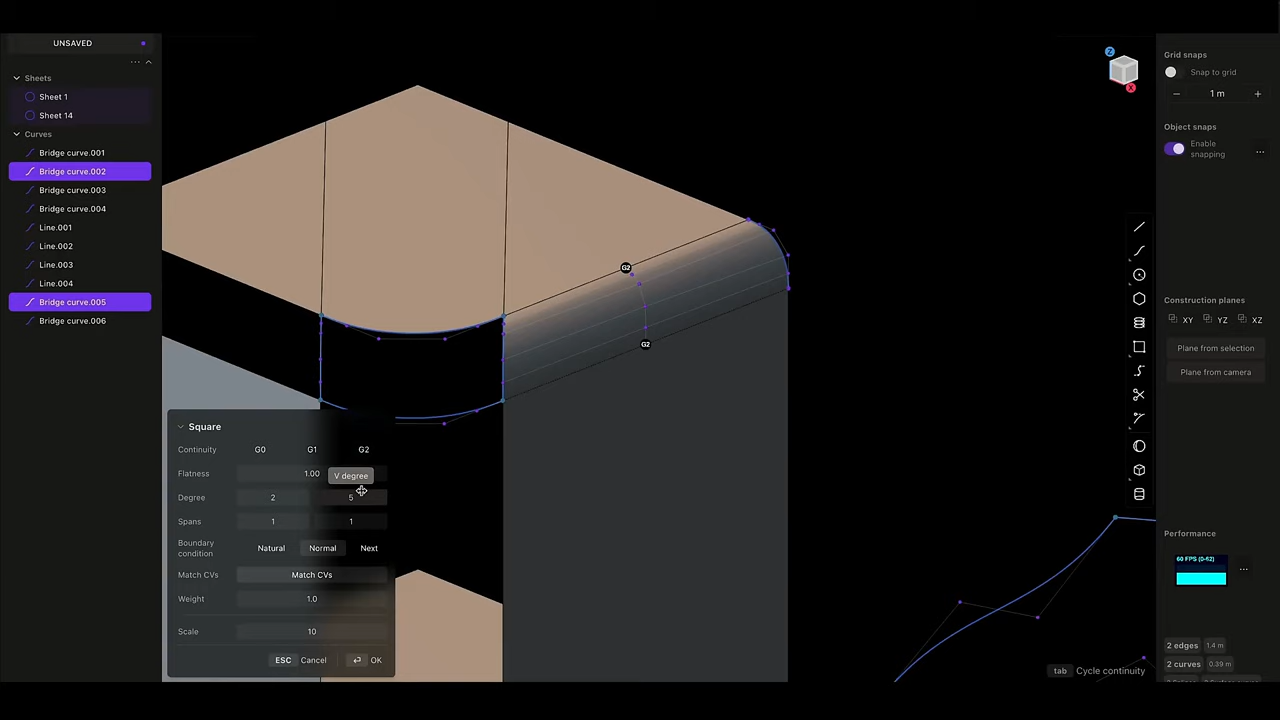 UNSAVED
Sheets
Sheet 1
Sheet 14
Curves
Bridge curve.001
Bridge curve.002
Bridge curve.003
Bridge curve.004
Line.001
Line.002
Line.003
Line.004
Bridge curve.005
Bridge curve.006
G2
G2
Square
Continuity G0 G1 G2
Flatness 1.00
V degree
Degree 2 5
Spans 1 1
Boundary
condition
Natural Normal Next
Match CVs Match CVs
Weight 1.0
Scale 10
ESC Cancel OK
Z
X
Grid snaps
Snap to grid
− 1 m +
Object snaps
Enable
snapping
...
Construction planes
XY YZ XZ
Plane from selection
Plane from camera
Performance
60 FPS (0-62)
...
2 edges 1.4 m
2 curves 0.39 m
tab Cycle continuity